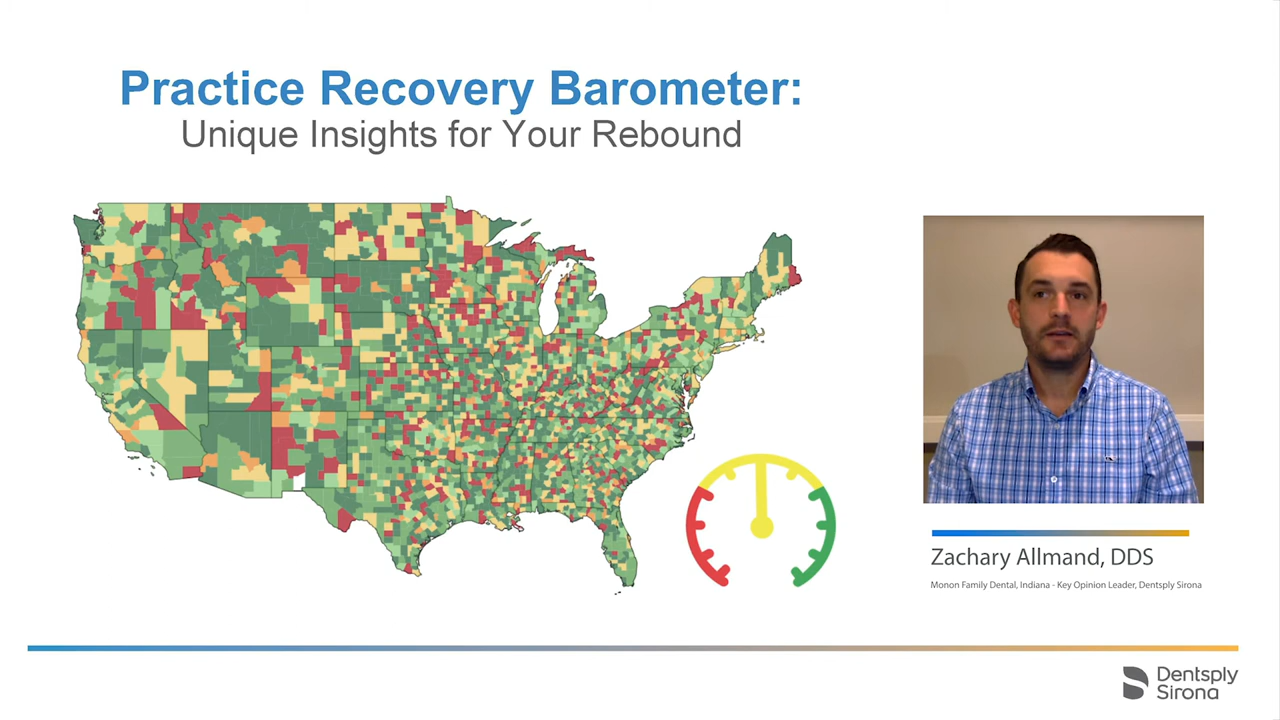 Practice Recovery Barometer:
Unique Insights for Your Rebound
Zachary Allmand, DDS
Monon Family Dental, Indiana - Key Opinion Leader, Dentsply Sirona
Dentsply
Sirona